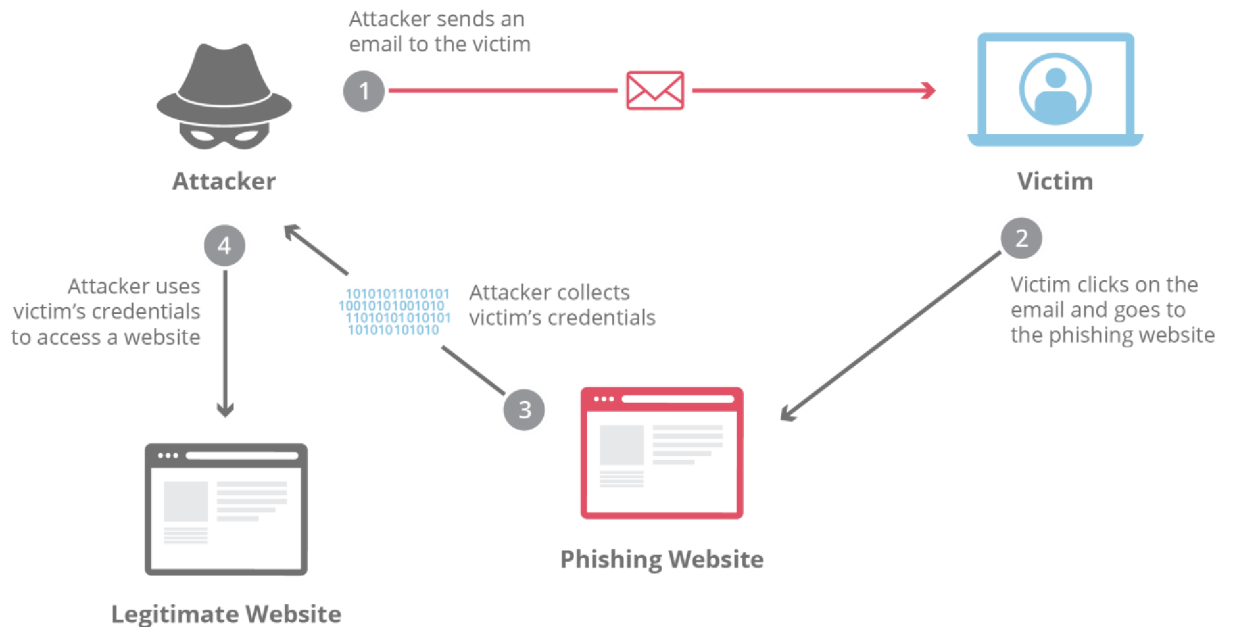 Attacker sends an
email to the victim
1
Attacker
Victim
4
2
Attacker uses
victim’s credentials
to access a website
10101011010101
10010101001010
11010101010101
101010101010
Attacker collects
victim’s credentials
Victim clicks on the
email and goes to
the phishing website
3
Phishing Website
Legitimate Website